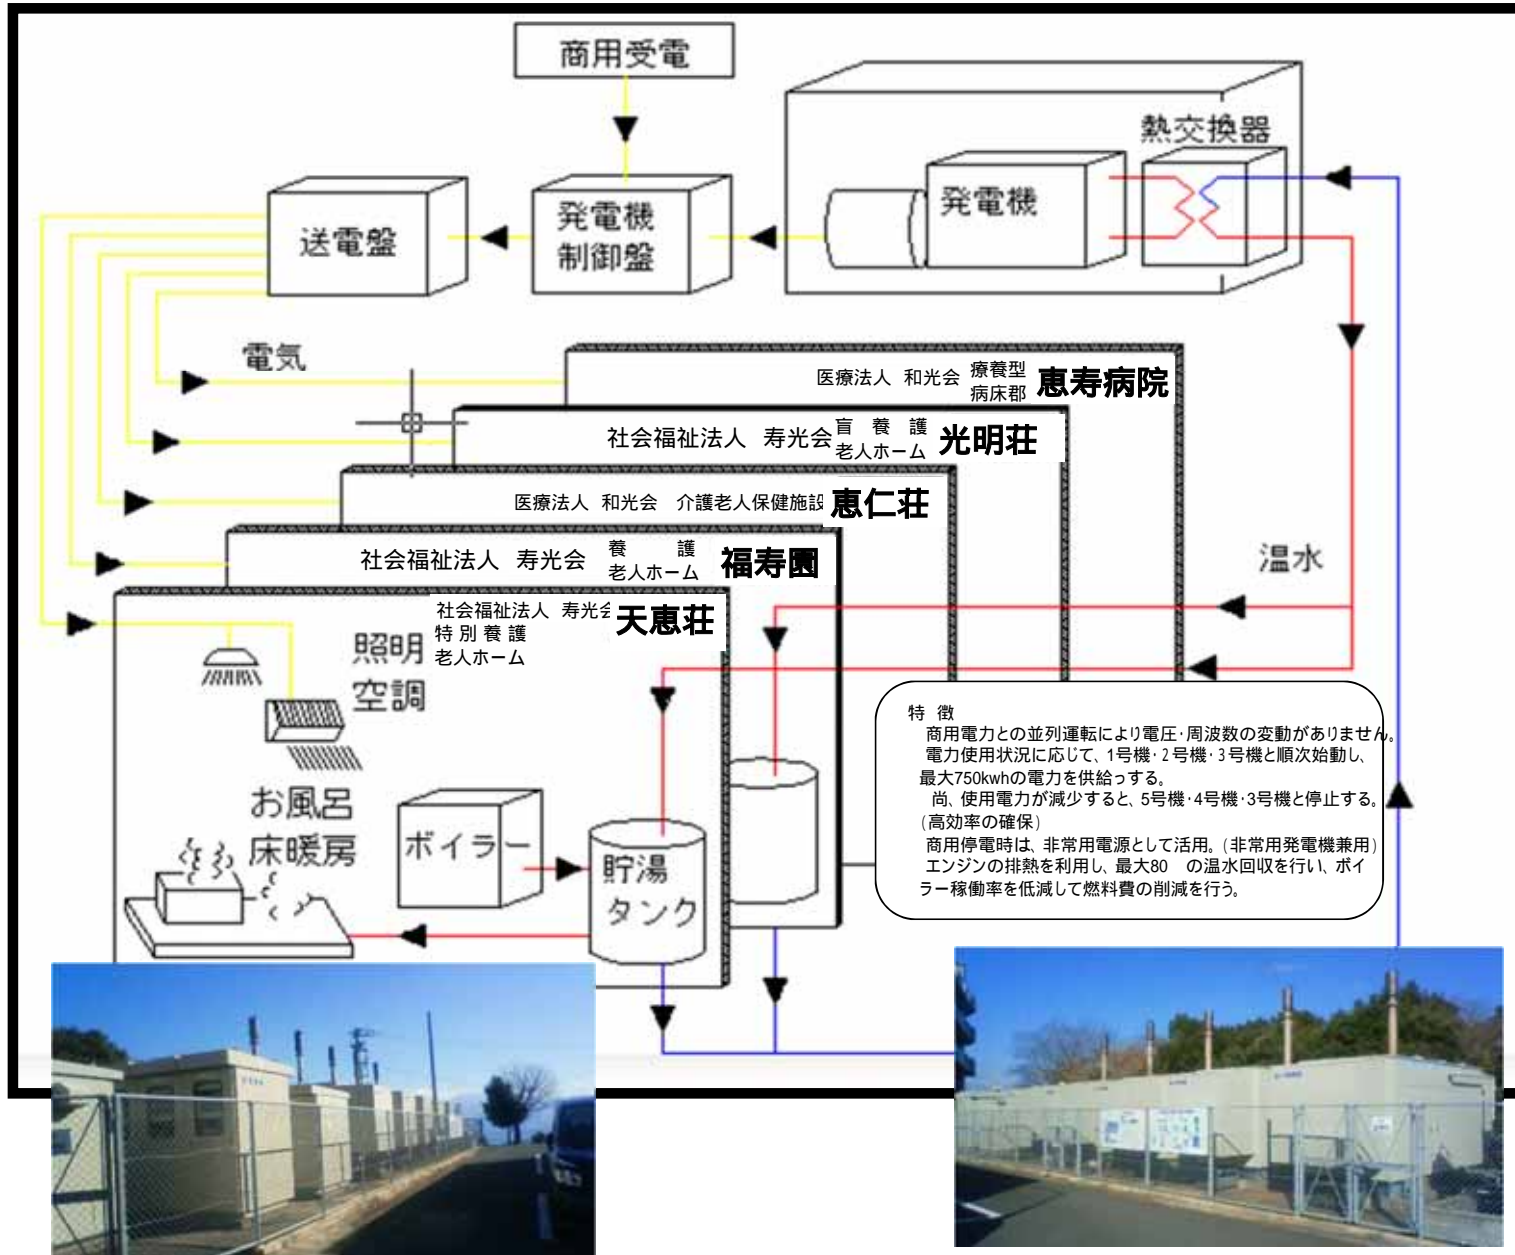 商用受電
熱交換器
発電機
発電機
制御盤
送電盤
電気
医療法人 和光会 療養型
病床郡 恵寿病院
社会福祉法人 寿光会 盲養護
老人ホーム 光明荘
医療法人 和光会 介護老人保健施設 恵仁荘
社会福祉法人 寿光会 養護
老人ホーム 福寿園
社会福祉法人 寿光会 天恵荘
特別養護
老人ホーム
温水
照明
空調
お風呂
床暖房
ボイラー
貯湯
タンク
特 徴
商用電力との並列運転により電圧・周波数の変動がありません。
電力使用状況に応じて、1号機・2号機・3号機と順次始動し、
最大750kwhの電力を供給っする。
尚、使用電力が減少すると、5号機・4号機・3号機と停止する。
(高効率の確保)
商用停電時は、非常用電源として活用。(非常用発電機兼用)
エンジンの排熱を利用し、最大80 の温水回収を行い、ボイ
ラー稼働率を低減して燃料費の削減を行う。